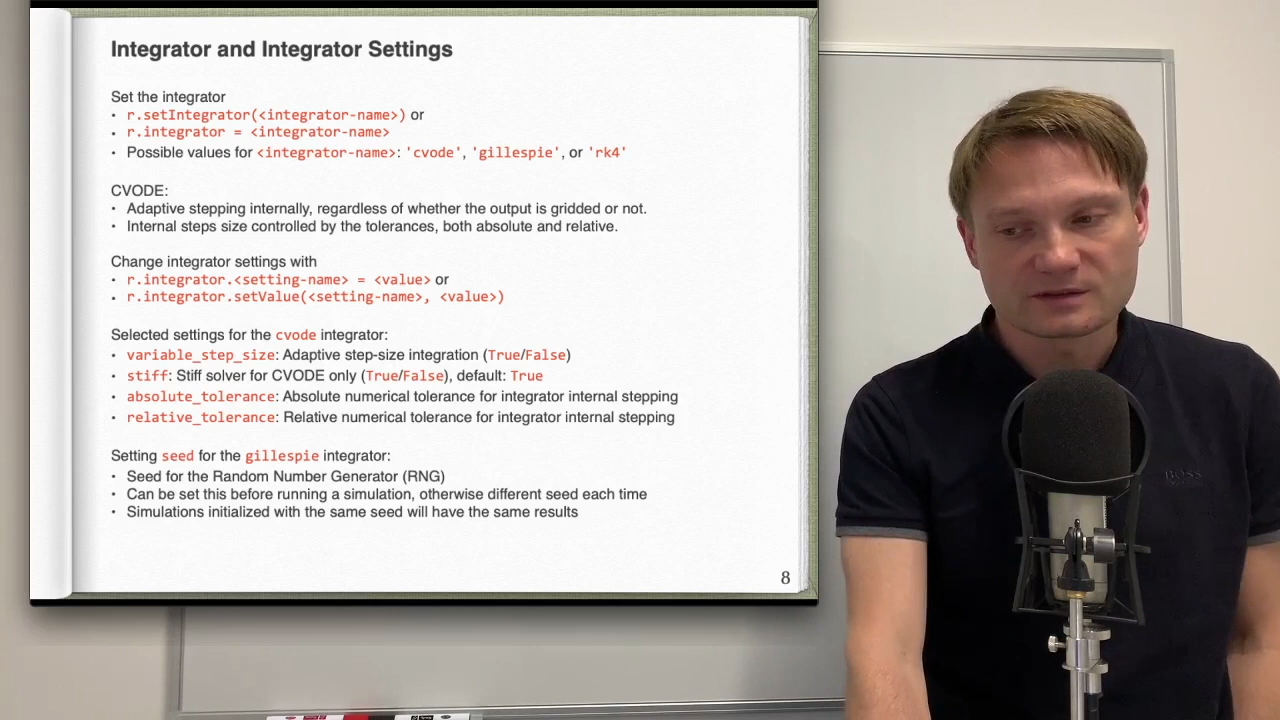 Integrator and Integrator Settings
Set the integrator
• r.setIntegrator(<integrator-name>) or
• r.integrator = <integrator-name>
• Possible values for <integrator-name>: 'cvode', 'gillespie', or 'rk4'
CVODE:
• Adaptive stepping internally, regardless of whether the output is gridded or not.
• Internal steps size controlled by the tolerances, both absolute and relative.
Change integrator settings with
• r.integrator.<setting-name> = <value> or
• r.integrator.setValue(<setting-name>, <value>)
Selected settings for the cvode integrator:
• variable_step_size: Adaptive step-size integration (True/False)
• stiff: Stiff solver for CVODE only (True/False), default: True
• absolute_tolerance: Absolute numerical tolerance for integrator internal stepping
• relative_tolerance: Relative numerical tolerance for integrator internal stepping
Setting seed for the gillespie integrator:
• Seed for the Random Number Generator (RNG)
• Can be set this before running a simulation, otherwise different seed each time
• Simulations initialized with the same seed will have the same results
8
BOSS